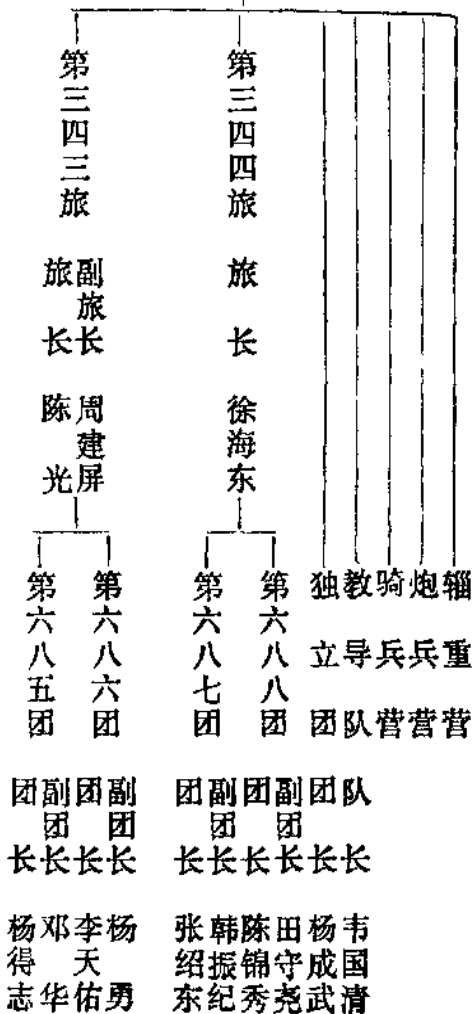 第三四三旅
旅长 陈光
副旅长 周建屏
第三四四旅
旅长 徐海东
第六八五团
团长 杨得志
副团长 邓华
第六八六团
团长 李天佑
副团长 杨勇
第六八七团
团长 张绍东
副团长 韩振纪
第六八八团
团长 陈锦秀
副团长 田守尧
独立团
团长 杨成武
教导队
队长 韦国清
骑兵营
炮兵营
辎重营